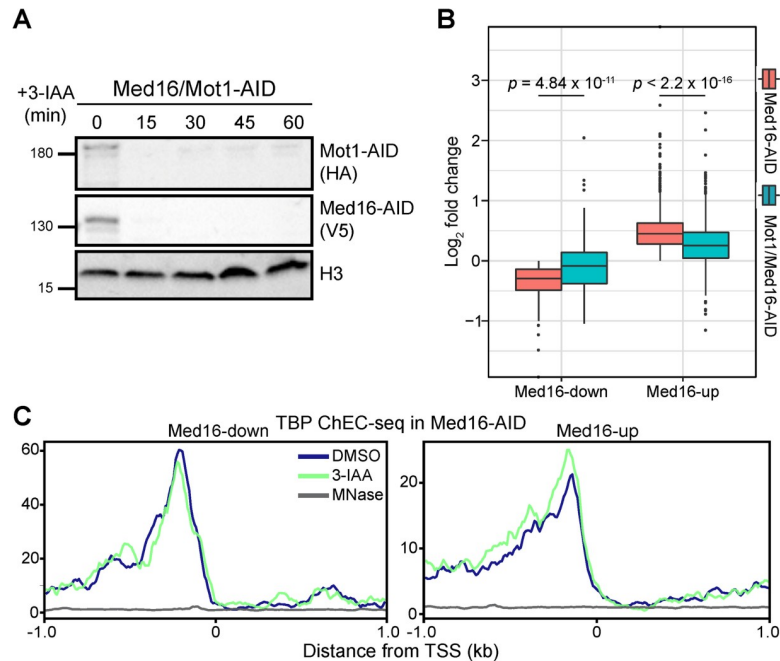 A
+3-IAA
(min)
Med16/Mot1-AID
0 15 30 45 60
180
Mot1-AID
(HA)
130
Med16-AID
(V5)
15
H3
B
p = 4.84 x 10-11
p < 2.2 x 10-16
Log2 fold change
3
2
1
0
−1
Med16-down Med16-up
Med16-AID
Mot1/Med16-AID
C
TBP ChEC-seq in Med16-AID
Med16-down
60
40
20
0
DMSO
3-IAA
MNase
-1.0 0 1.0
Med16-up
20
10
0
-1.0 0 1.0
Distance from TSS (kb)